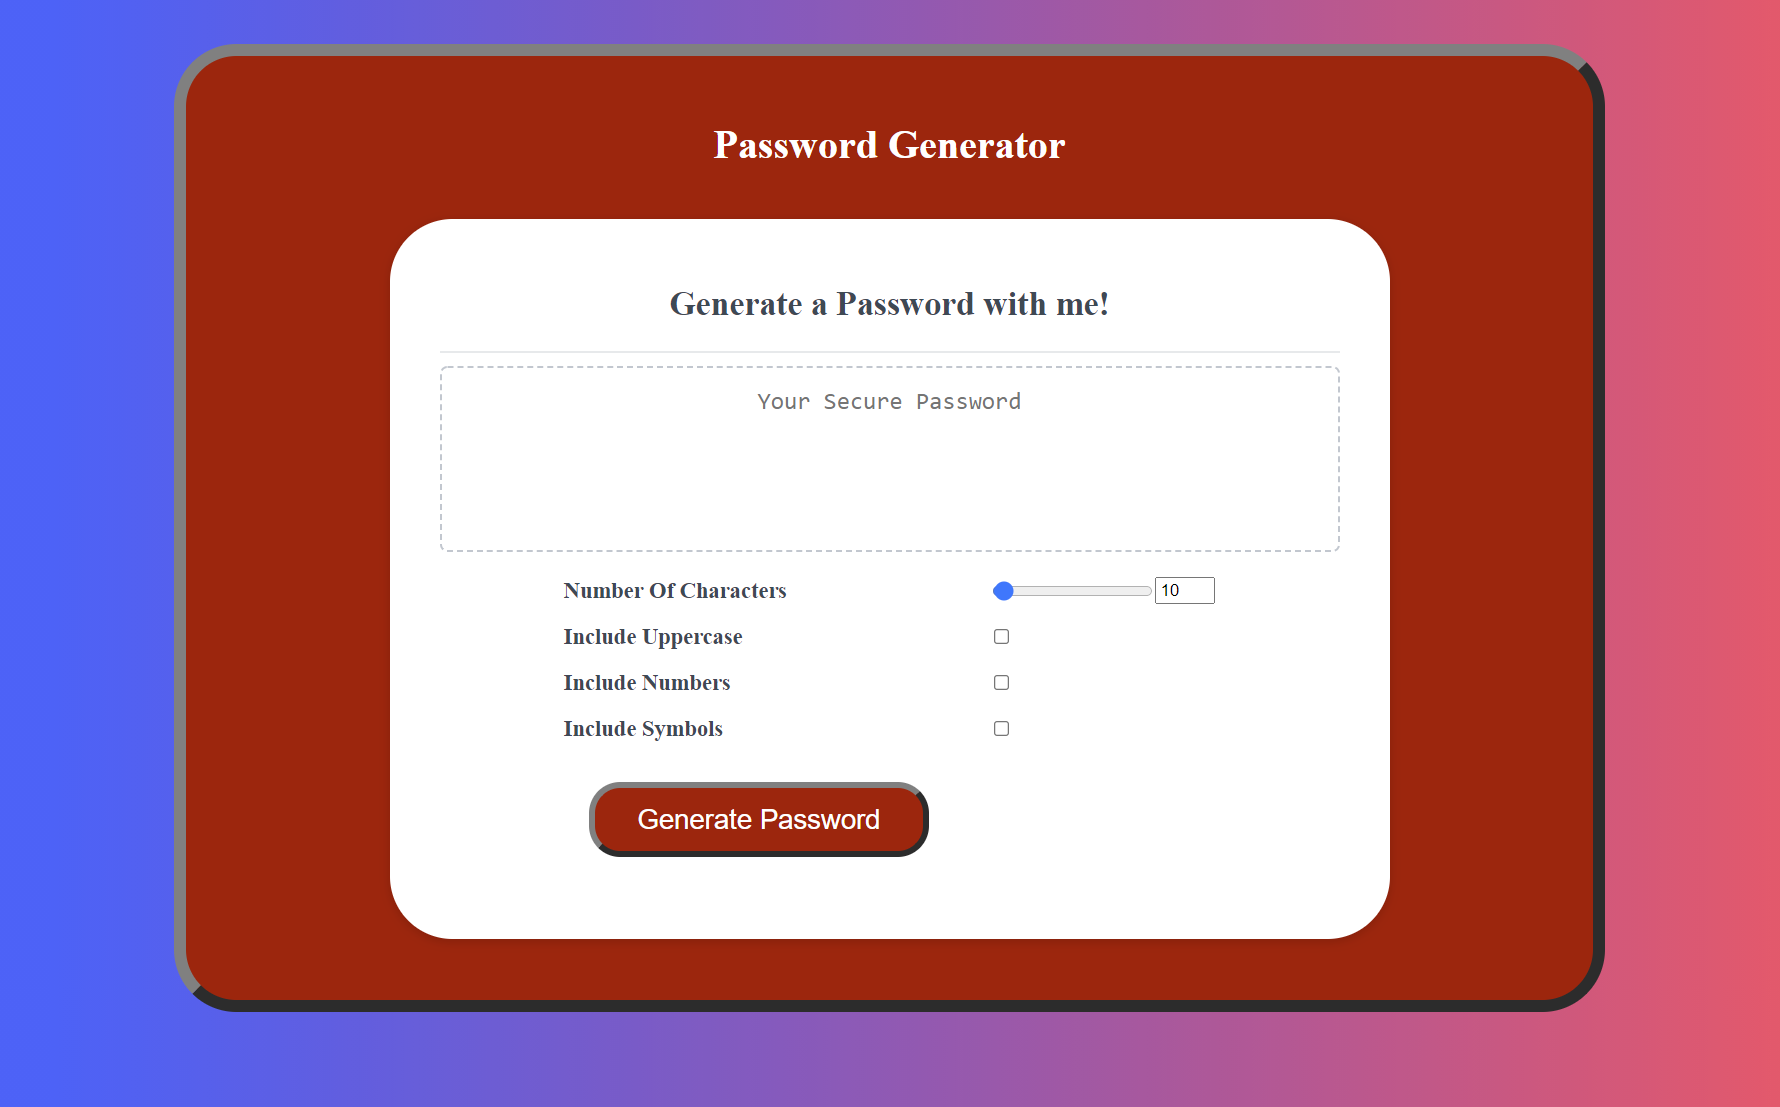 Password Generator
Generate a Password with me!
Your Secure Password
Number Of Characters 10
Include Uppercase
Include Numbers
Include Symbols
Generate Password